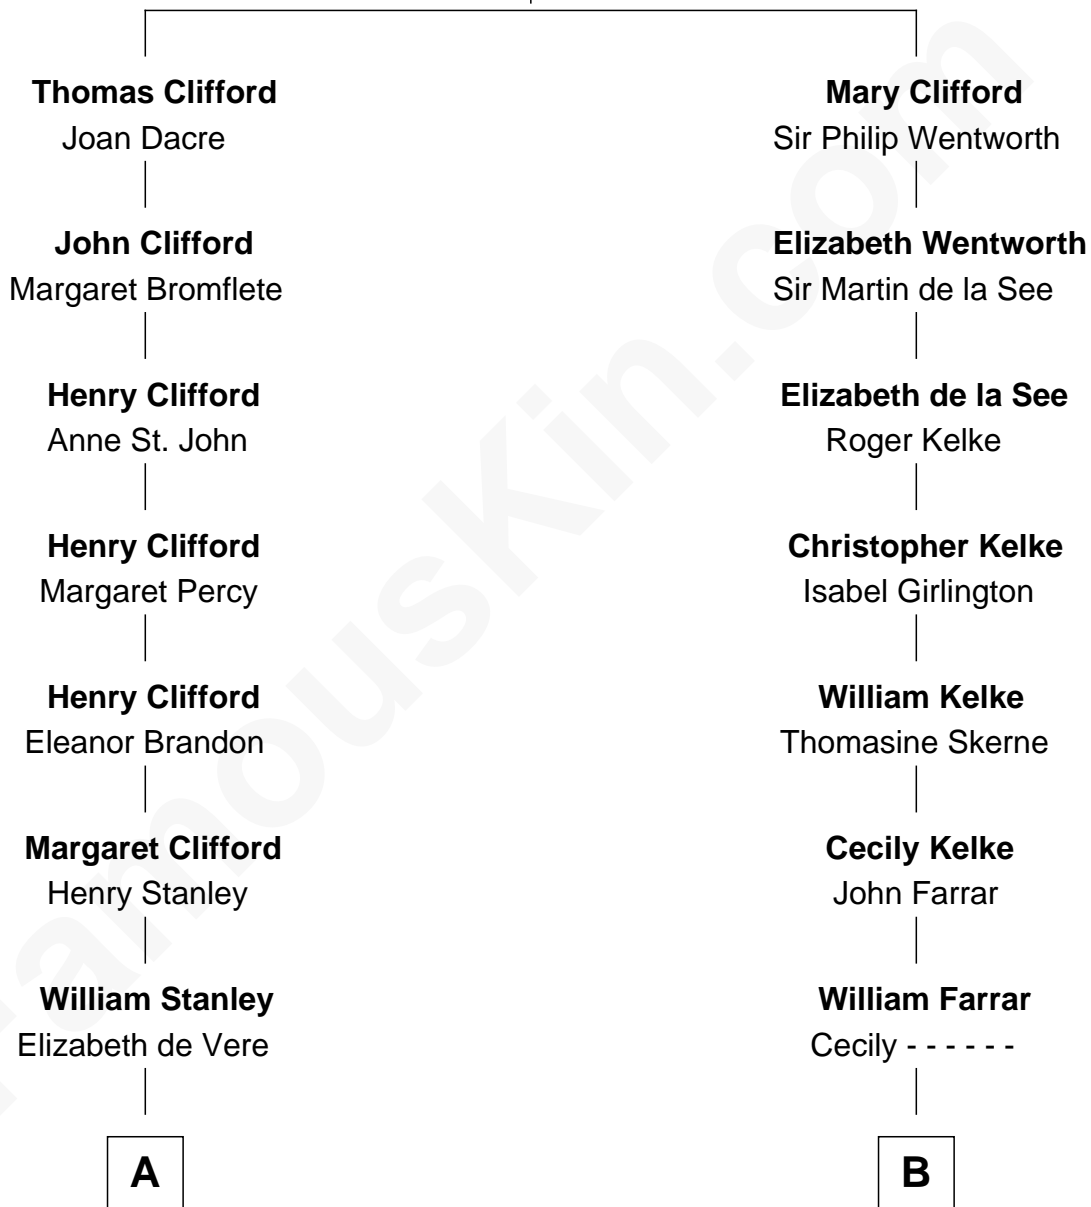 Thomas Clifford
Joan Dacre
John Clifford
Margaret Bromflete
Henry Clifford
Anne St. John
Henry Clifford
Margaret Percy
Henry Clifford
Eleanor Brandon
Margaret Clifford
Henry Stanley
William Stanley
Elizabeth de Vere
A
Mary Clifford
Sir Philip Wentworth
Elizabeth Wentworth
Sir Martin de la See
Elizabeth de la See
Roger Kelke
Christopher Kelke
Isabel Girlington
William Kelke
Thomasine Skerne
Cecily Kelke
John Farrar
William Farrar
Cecily - - - - - -
B
FamousKin.com